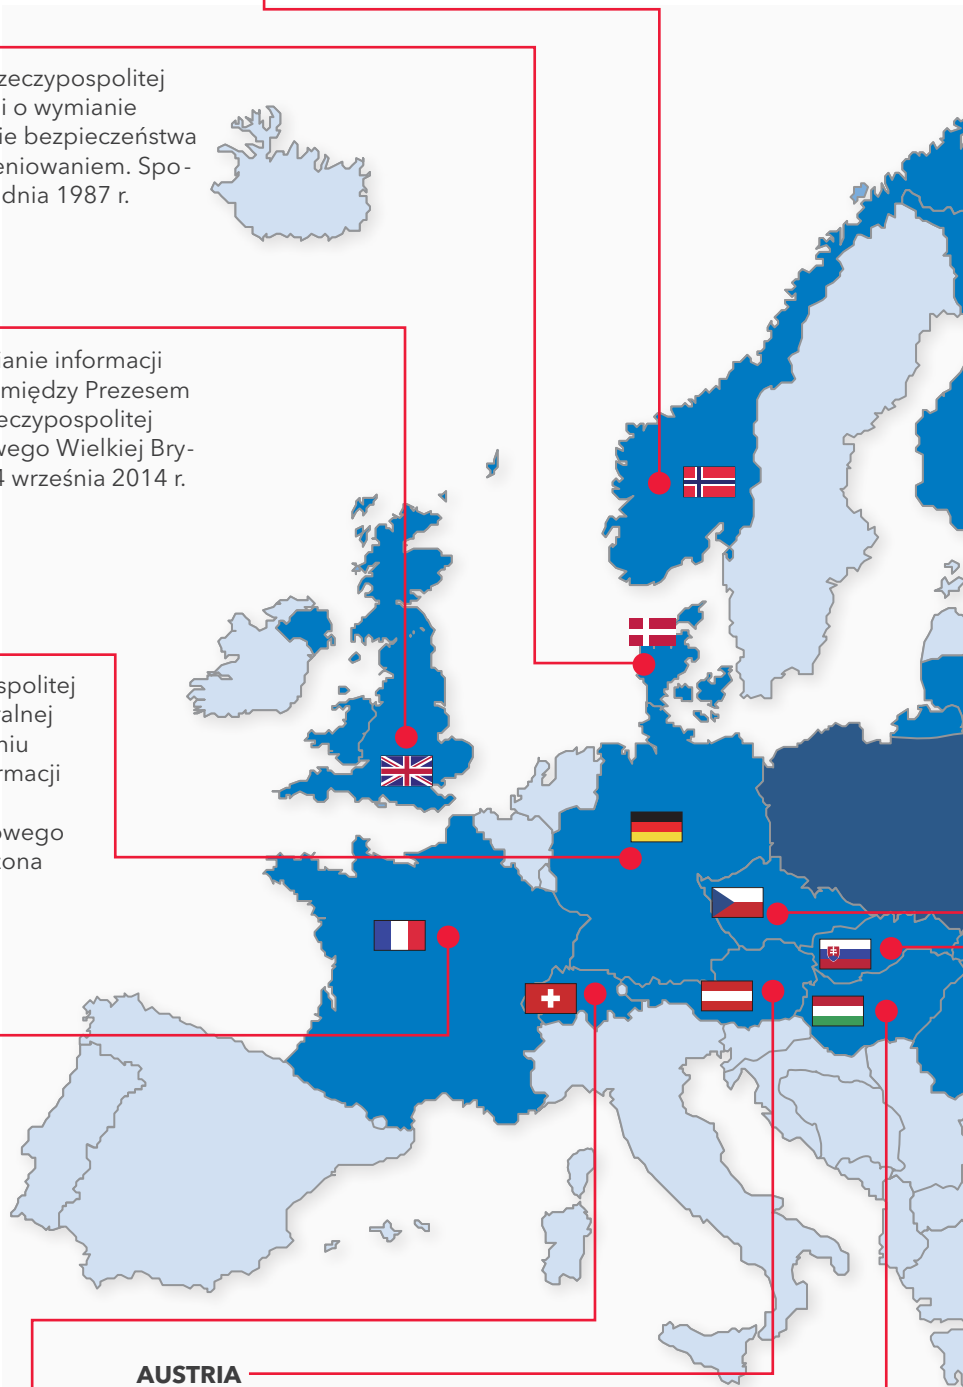 zeczypospolitej
i o wymianie
ie bezpieczeństwa
eniowaniem. Spo-
dnia 1987 r.
anie informacji
między Prezesem
eczypospolitej
wego Wielkiej Bry-
4 września 2014 r.
spolitej
alnej
niu
rmacji
owego
ona
AUSTRIA